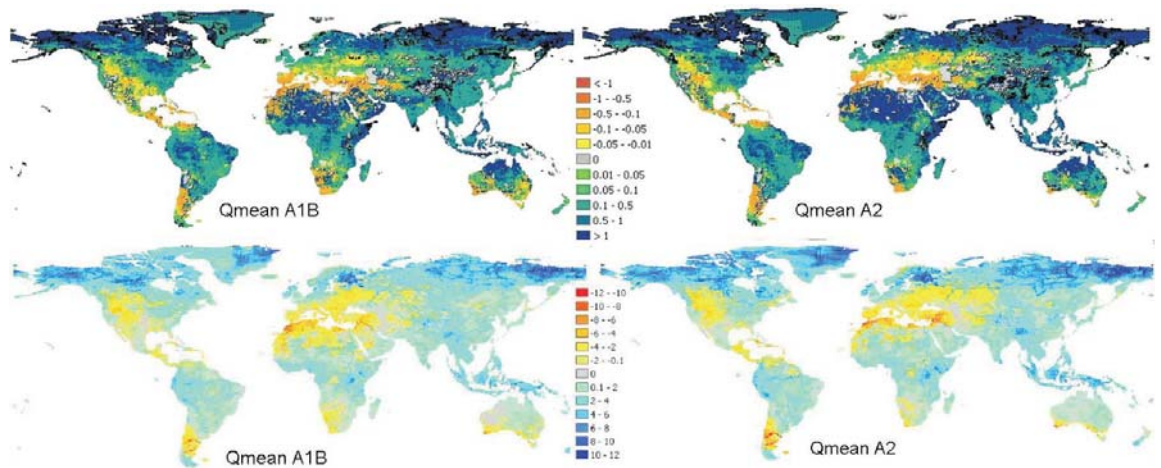 < -1
-1 - -0.5
-0.5 - -0.1
-0.1 - -0.05
-0.05 - -0.01
0
0.01 - 0.05
0.05 - 0.1
0.1 - 0.5
0.5 - 1
> 1
Qmean A1B
Qmean A2
-12 - -10
-10 - -8
-8 - -6
-6 - -4
-4 - -2
-2 - -0.1
0
0.1 - 2
2 - 4
4 - 6
6 - 8
8 - 10
10 - 12
Qmean A1B
Qmean A2